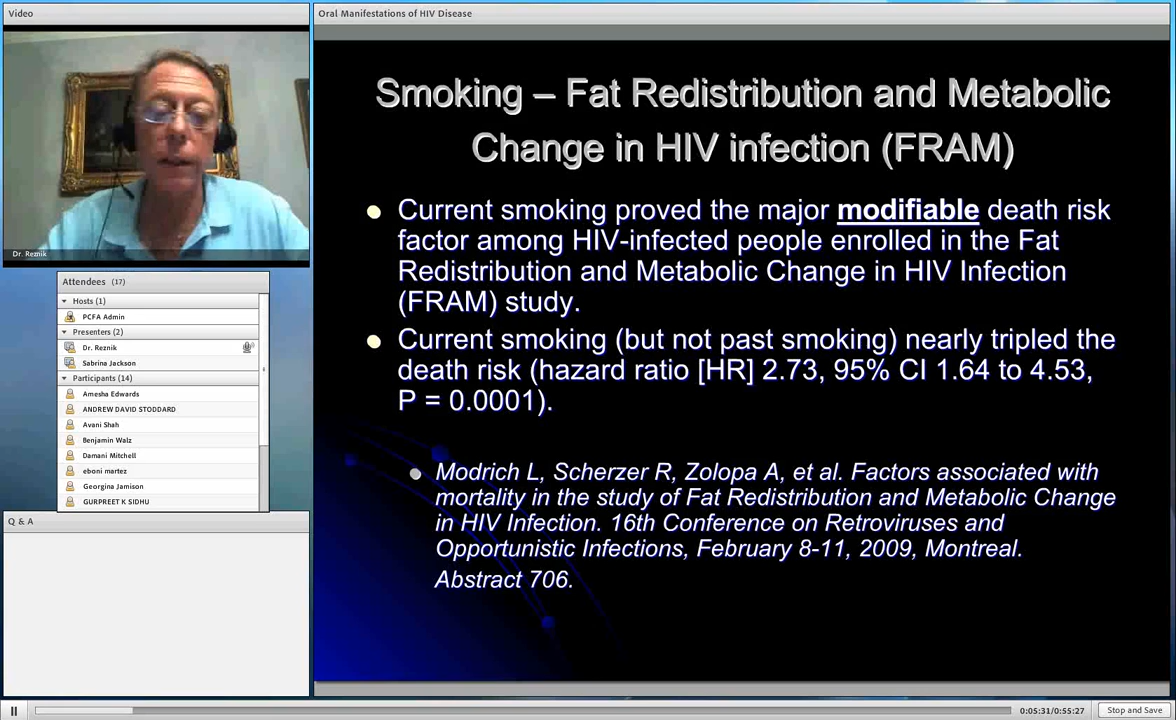 Video
Oral Manifestations of HIV Disease
Dr. Reznik
Attendees (17)
Hosts (1)
PCFA Admin
Presenters (2)
Dr. Reznik
Sabrina Jackson
Participants (14)
Amesha Edwards
ANDREW DAVID STODDARD
Avani Shah
Benjamin Walz
Damani Mitchell
eboni martez
Georgina Jamison
GURPREET K SIDHU
Q & A
Smoking – Fat Redistribution and Metabolic
Change in HIV infection (FRAM)
Current smoking proved the major modifiable death risk
factor among HIV-infected people enrolled in the Fat
Redistribution and Metabolic Change in HIV Infection
(FRAM) study.
Current smoking (but not past smoking) nearly tripled the
death risk (hazard ratio [HR] 2.73, 95% CI 1.64 to 4.53,
P = 0.0001).
Modrich L, Scherzer R, Zolopa A, et al. Factors associated with
mortality in the study of Fat Redistribution and Metabolic Change
in HIV Infection. 16th Conference on Retroviruses and
Opportunistic Infections, February 8-11, 2009, Montreal.
Abstract 706.
0:05:31/0:55:27
Stop and Save